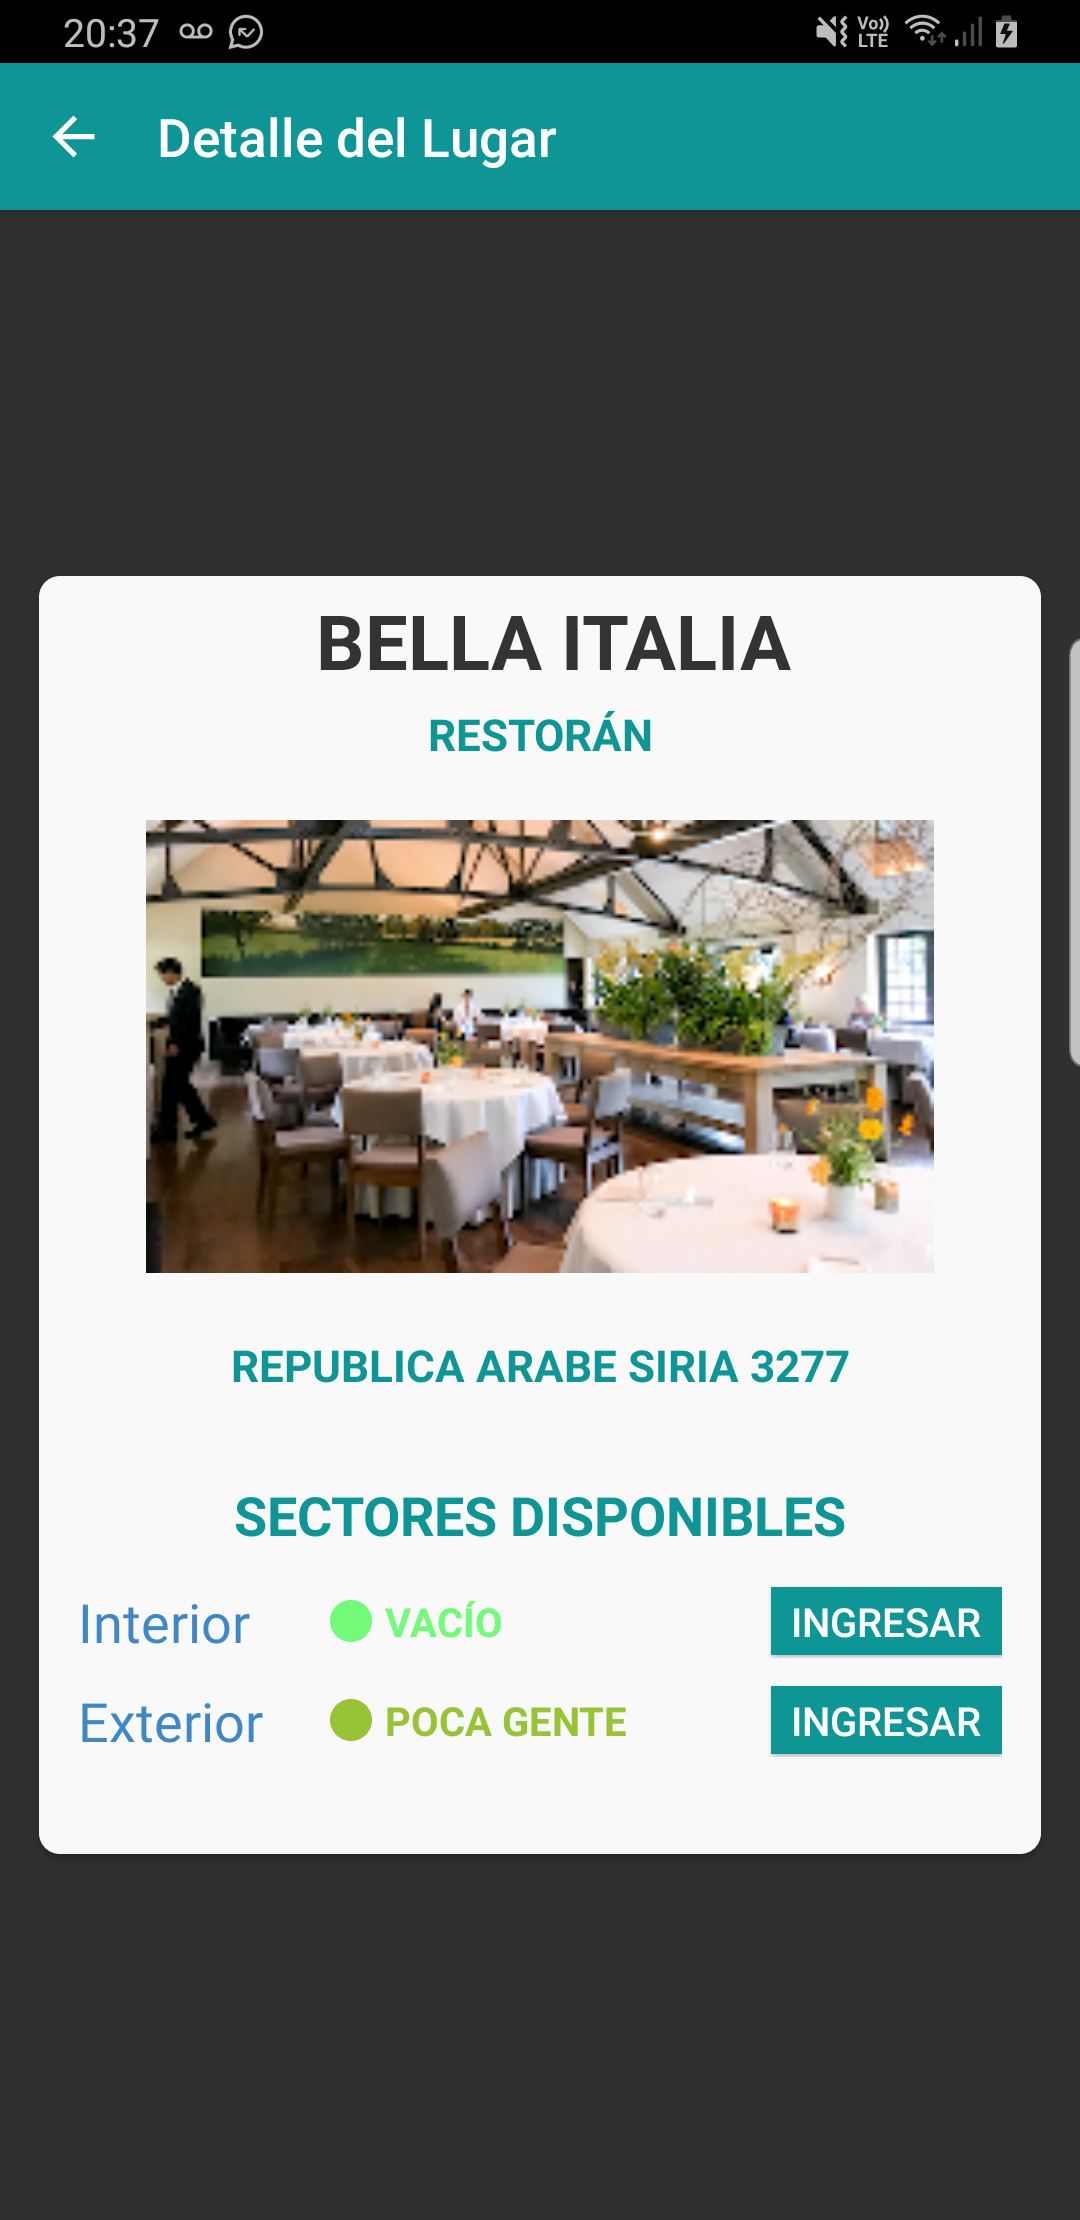 20:37
Vo))
LTE
Detalle del Lugar
BELLA ITALIA
RESTORÁN
REPUBLICA ARABE SIRIA 3277
SECTORES DISPONIBLES
Interior VACÍO INGRESAR
Exterior POCA GENTE INGRESAR